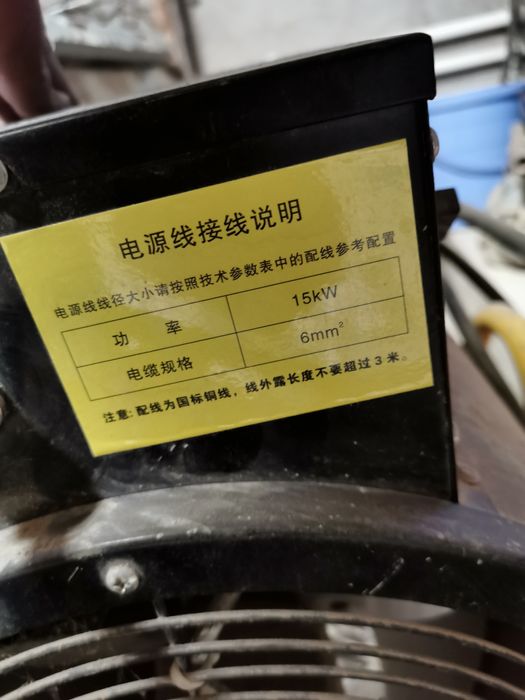 电源线接线说明
电源线线径大小请按照技术参数表中的配线参考配置
功 率 15kW
电缆规格 6mm²
注意: 配线为国标铜线，线外露长度不要超过3米。